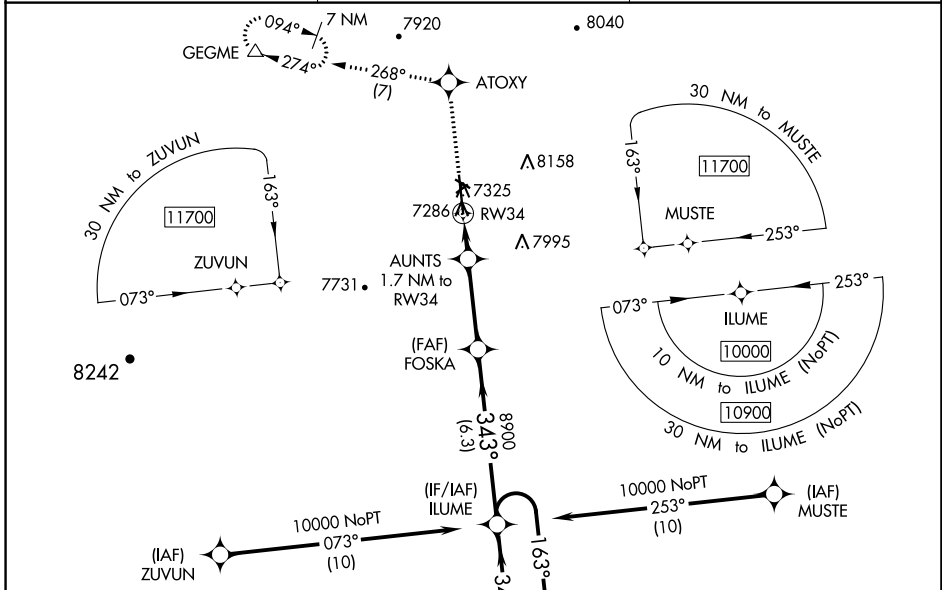 094°
7 NM
7920
8040
GEGME
274°
268°
(7)
ATOXY
30 NM to MUSTE
163°
11700
MUSTE
253°
30 NM to ZUVUN
163°
11700
ZUVUN
073°
8158
7325
7286
RW34
7995
AUNTS
1.7 NM to
RW34
7731
073°
253°
ILUME
10000
10 NM to ILUME (NoPT)
10900
30 NM to ILUME (NoPT)
8242
(FAF)
FOSKA
8900
343°
(6.3)
(IF/IAF)
ILUME
10000 NoPT
073°
(10)
(IAF)
ZUVUN
10000 NoPT
253°
(10)
(IAF)
MUSTE
163°